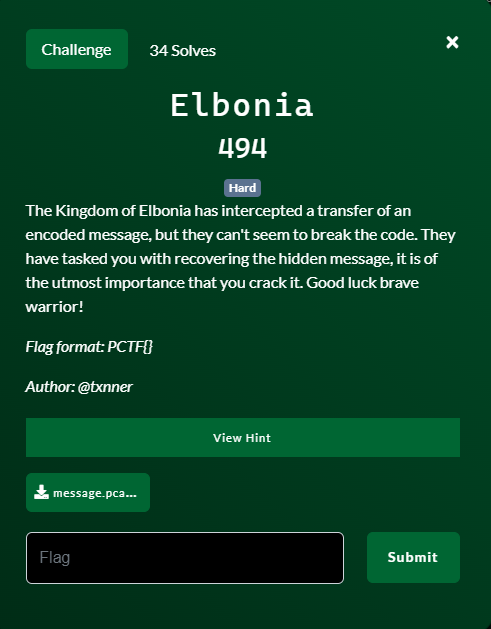 Challenge 34 Solves ×
Elbonia
494
Hard
The Kingdom of Elbonia has intercepted a transfer of an
encoded message, but they can't seem to break the code. They
have tasked you with recovering the hidden message, it is of
the utmost importance that you crack it. Good luck brave
warrior!
Flag format: PCTF{}
Author: @txnner
View Hint
message.pca...
Flag Submit